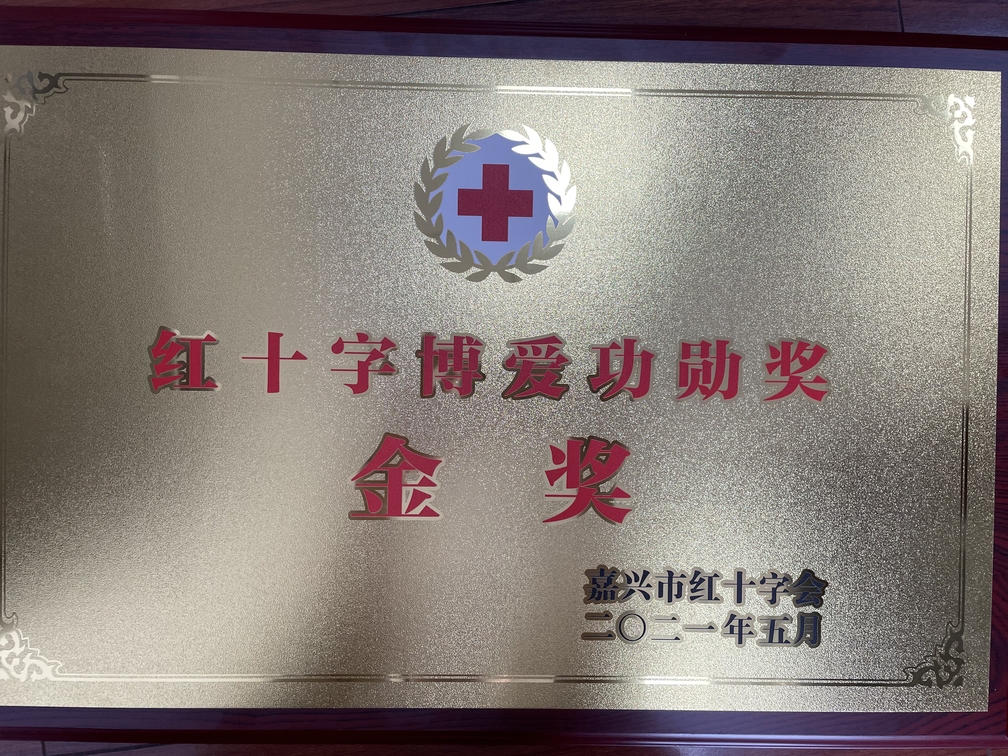 红十字博爱功勋奖
金奖
嘉兴市红十字会
二〇二一年五月